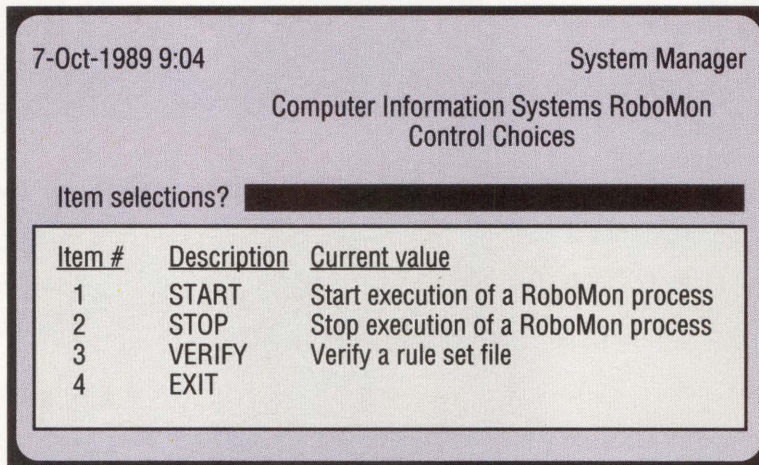 7-Oct-1989 9:04 System Manager
Computer Information Systems RoboMon
Control Choices
Item selections?
Item # Description Current value
1 START Start execution of a RoboMon process
2 STOP Stop execution of a RoboMon process
3 VERIFY Verify a rule set file
4 EXIT